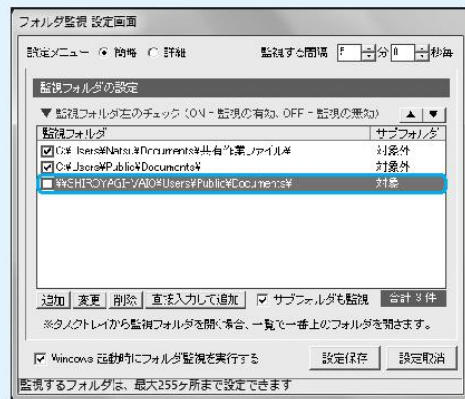 フォルダ監視 設定画面
設定メニュー 簡略 詳細 監視する間隔 分 0 秒毎
監視フォルダの設定
▼監視フォルダ左のチェック（ON - 監視の有効、OFF - 監視の無効） ▲ ▼
監視フォルダ サブフォルダ
C:¥Users¥Natsu¥Documents¥共有作業ファイル¥ 対象外
C:¥Users¥Public¥Documents¥ 対象外
¥¥SHIROYAGI-VAIO¥Users¥Public¥Documents¥ 対象
追加 変更 削除 直接入力して追加 サブフォルダも監視 合計 3 件
※タスクトレイから監視フォルダを開く場合、一覧で一番上のフォルダを開きます。
Windows 起動時にフォルダ監視を実行する 設定保存 設定取消
監視するフォルダは、最大255ヶ所まで設定できます